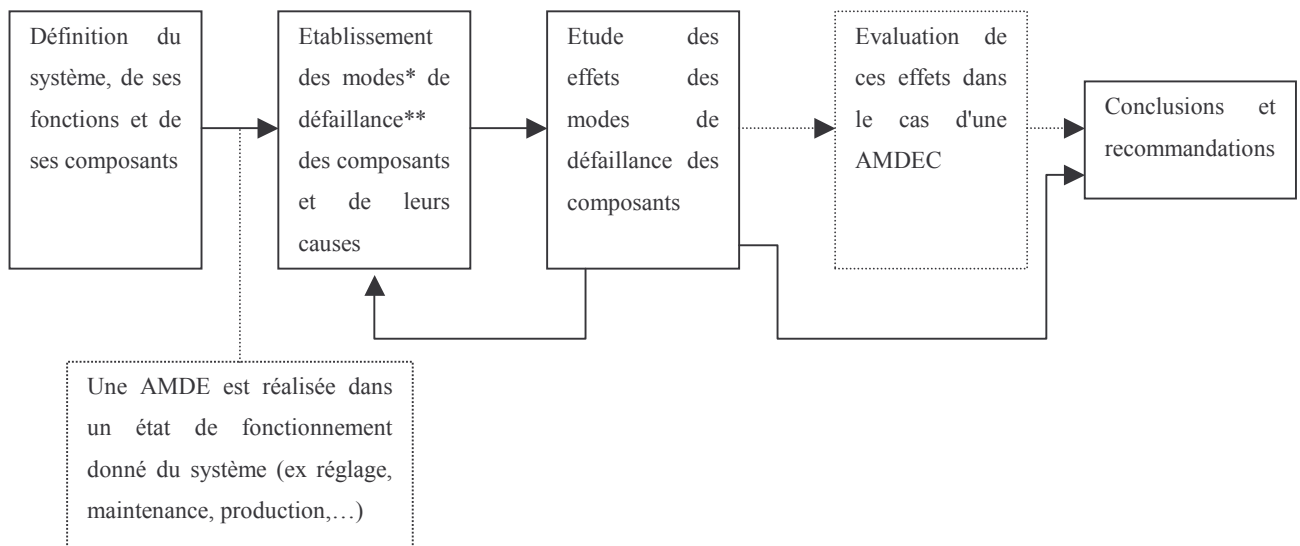 Définition du
système, de ses
fonctions et de
ses composants
Etablissement
des modes* de
défaillance**
des composants
et de leurs
causes
Etude des
effets des
modes de
défaillance des
composants
Evaluation de
ces effets dans
le cas d'une
AMDEC
Conclusions et
recommandations
Une AMDE est réalisée dans
un état de fonctionnement
donné du système (ex réglage,
maintenance, production,…)